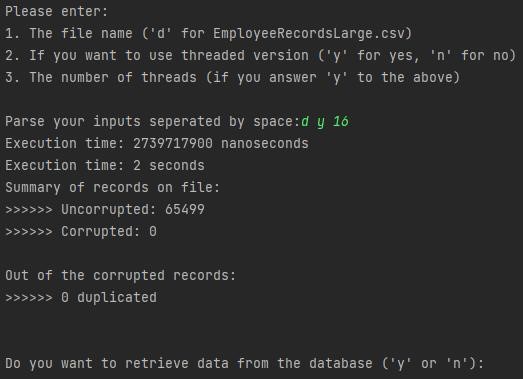 Please enter:
1. The file name ('d' for EmployeeRecordsLarge.csv)
2. If you want to use threaded version ('y' for yes, 'n' for no)
3. The number of threads (if you answer 'y' to the above)
Parse your inputs seperated by space:d y 16
Execution time: 2739717900 nanoseconds
Execution time: 2 seconds
Summary of records on file:
>>>>>> Uncorrupted: 65499
>>>>>> Corrupted: 0
Out of the corrupted records:
>>>>>> 0 duplicated
Do you want to retrieve data from the database ('y' or 'n'):